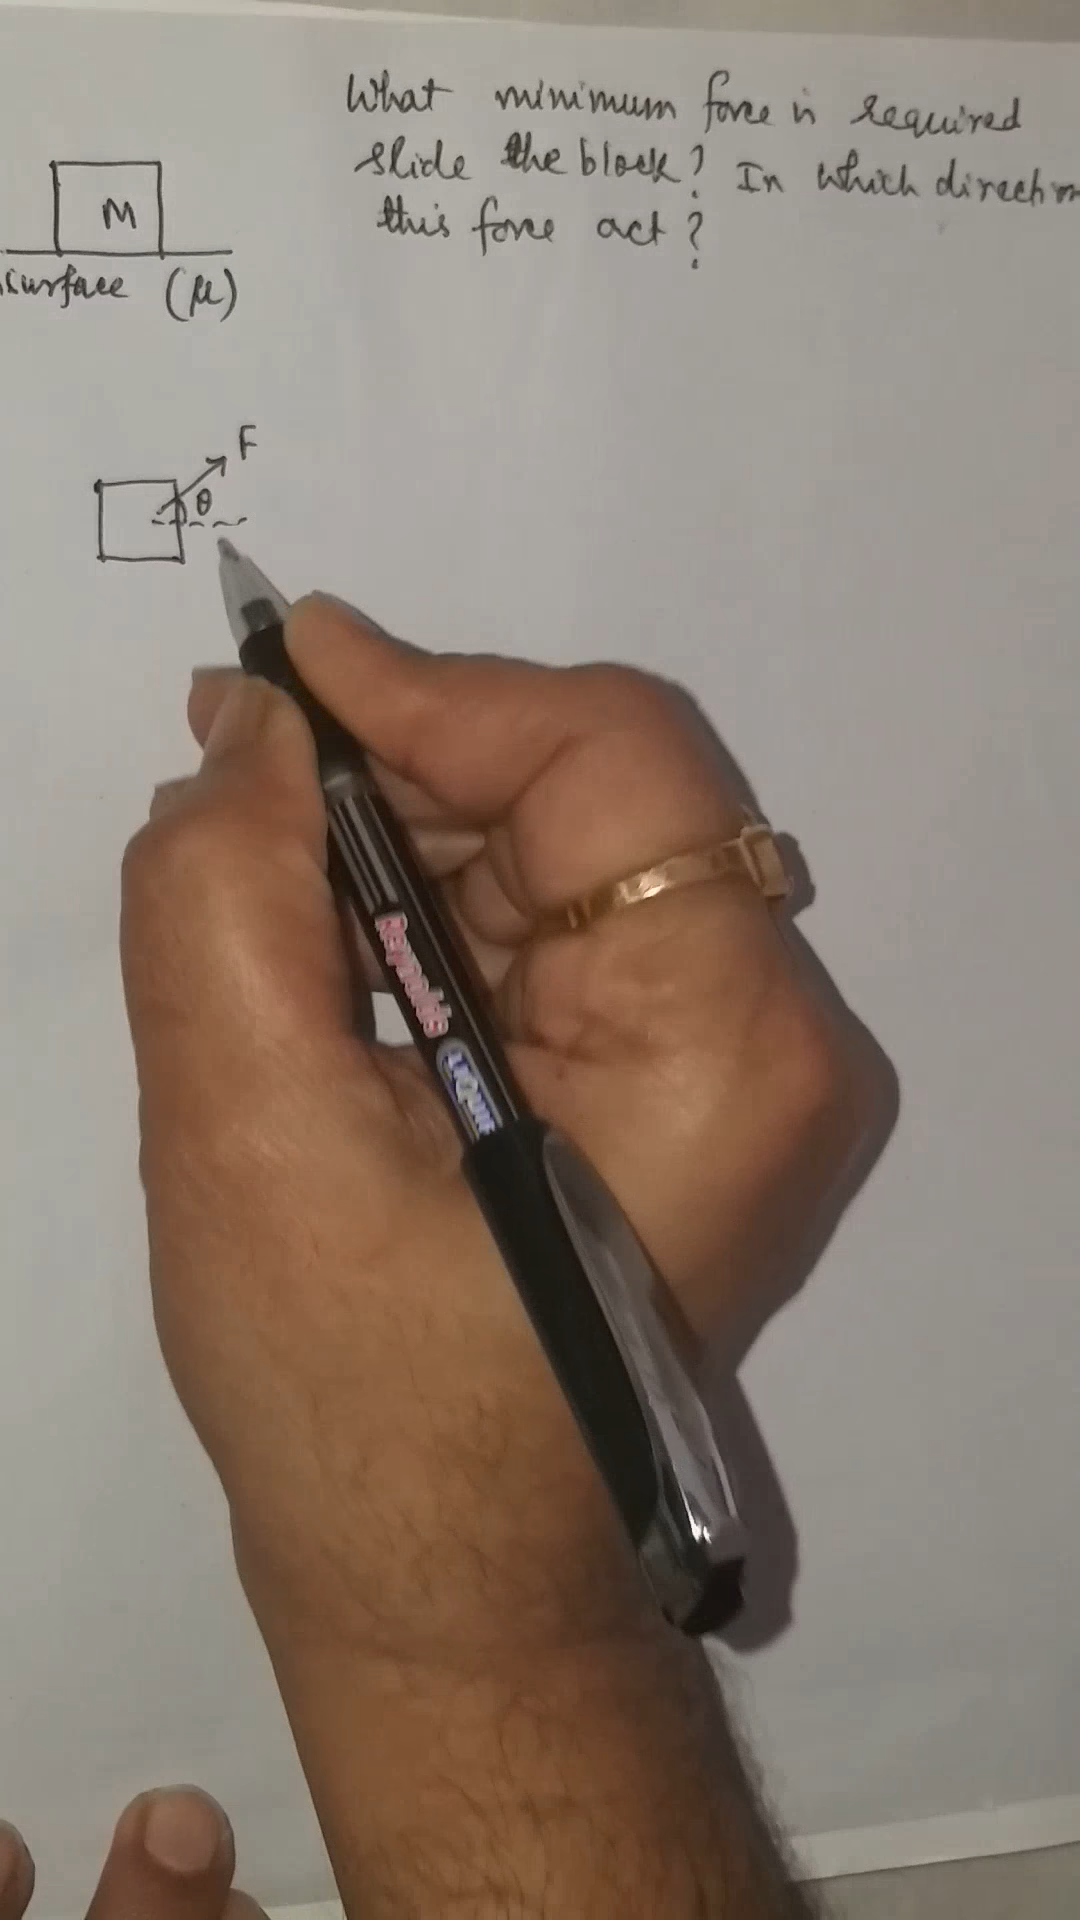 What minimum force is required
slide the block? In which direction
this force act?
M
surface (μ)
F
θ
Reynolds